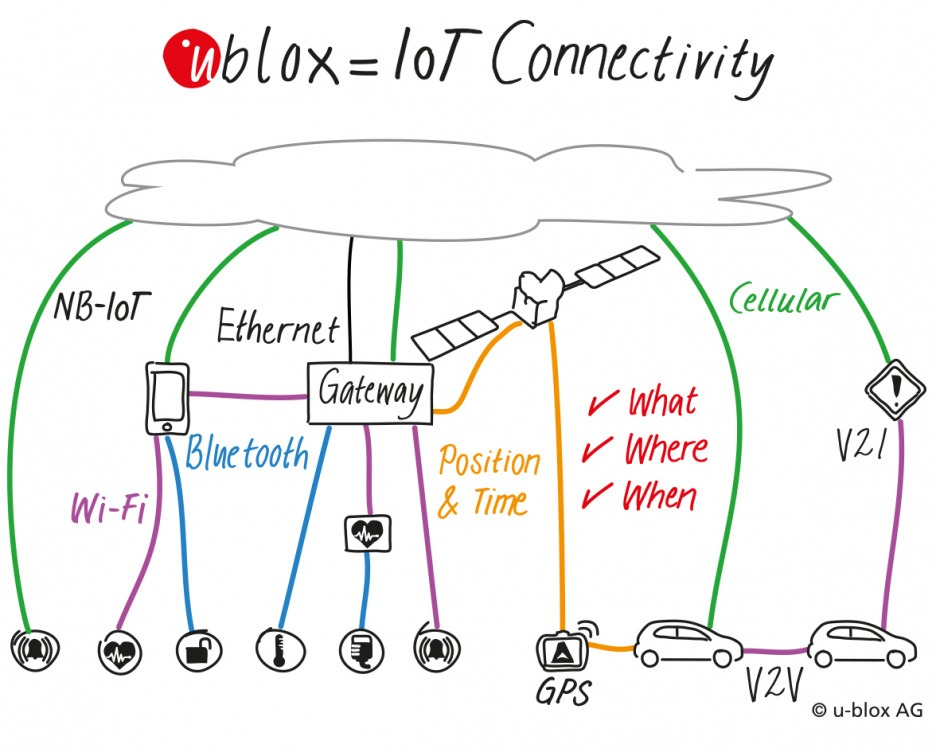 ublox = IoT Connectivity
NB-IoT
Ethernet
Cellular
Gateway
What
Where
When
V2I
Bluetooth
Position
& Time
Wi-Fi
GPS
V2V
© u-blox AG